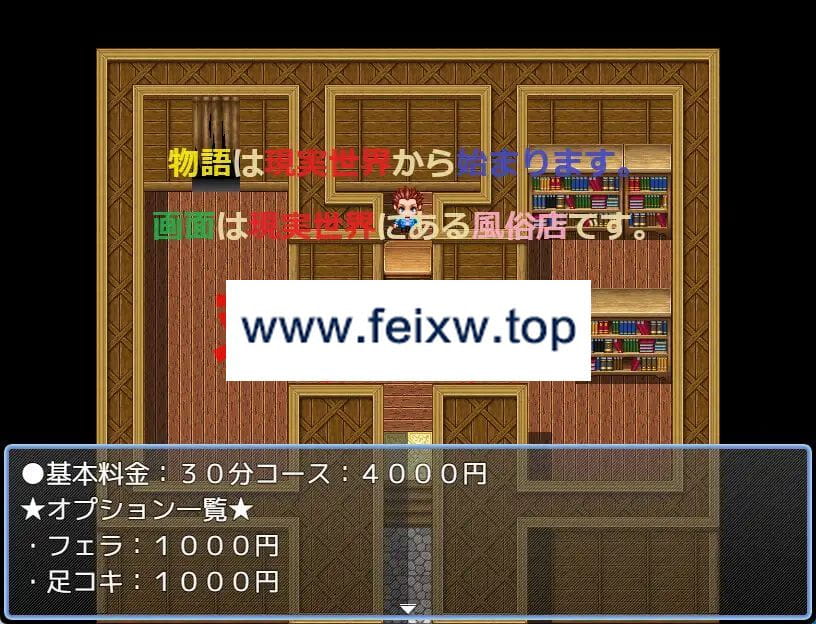 物語は現実世界から始まります。
画面は現実世界にある風俗店です。
www.feixw.top
●基本料金：３０分コース：４０００円
★オプション一覧★
・フェラ：１０００円
・足コキ：１０００円